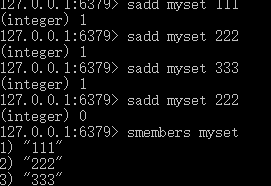 127.0.0.1:6379> sadd myset 111
(integer) 1
127.0.0.1:6379> sadd myset 222
(integer) 1
127.0.0.1:6379> sadd myset 333
(integer) 1
127.0.0.1:6379> sadd myset 222
(integer) 0
127.0.0.1:6379> smembers myset
1) "111"
2) "222"
3) "333"